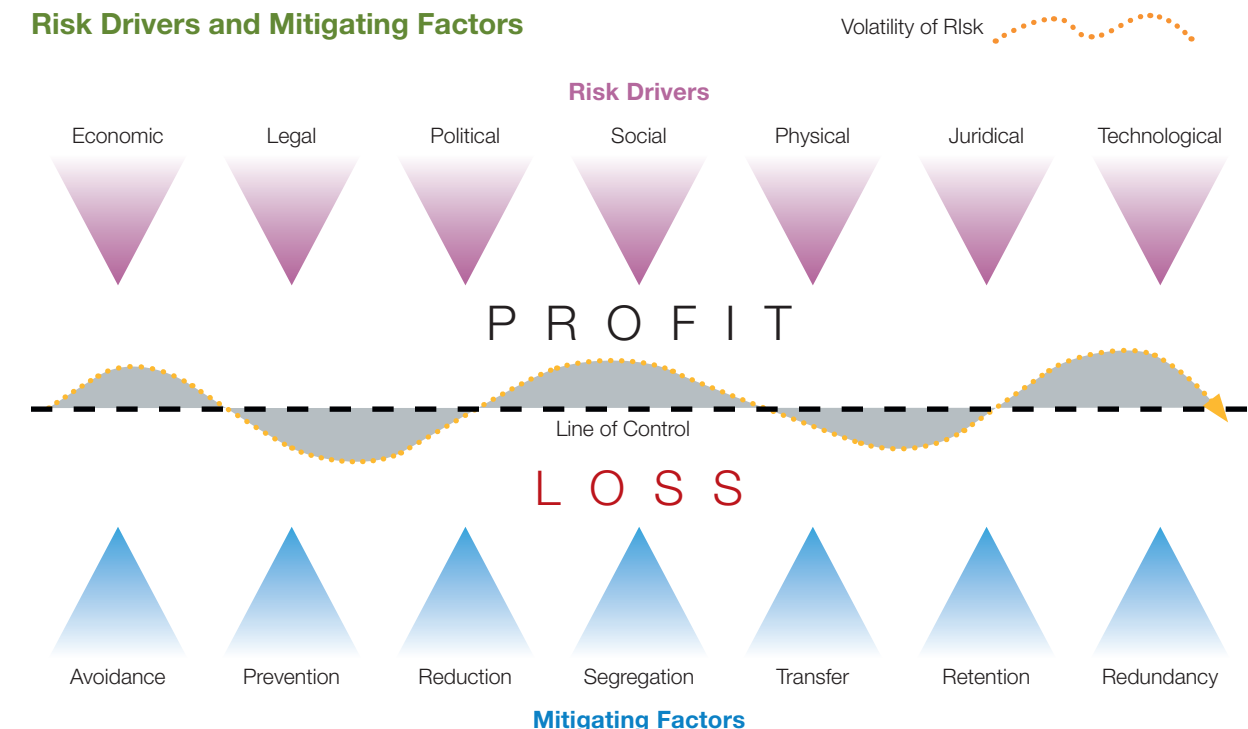 Risk Drivers and Mitigating Factors
Volatility of RIsk
Risk Drivers
Economic Legal Political Social Physical Juridical Technological
PROFIT
Line of Control
LOSS
Avoidance Prevention Reduction Segregation Transfer Retention Redundancy
Mitigating Factors